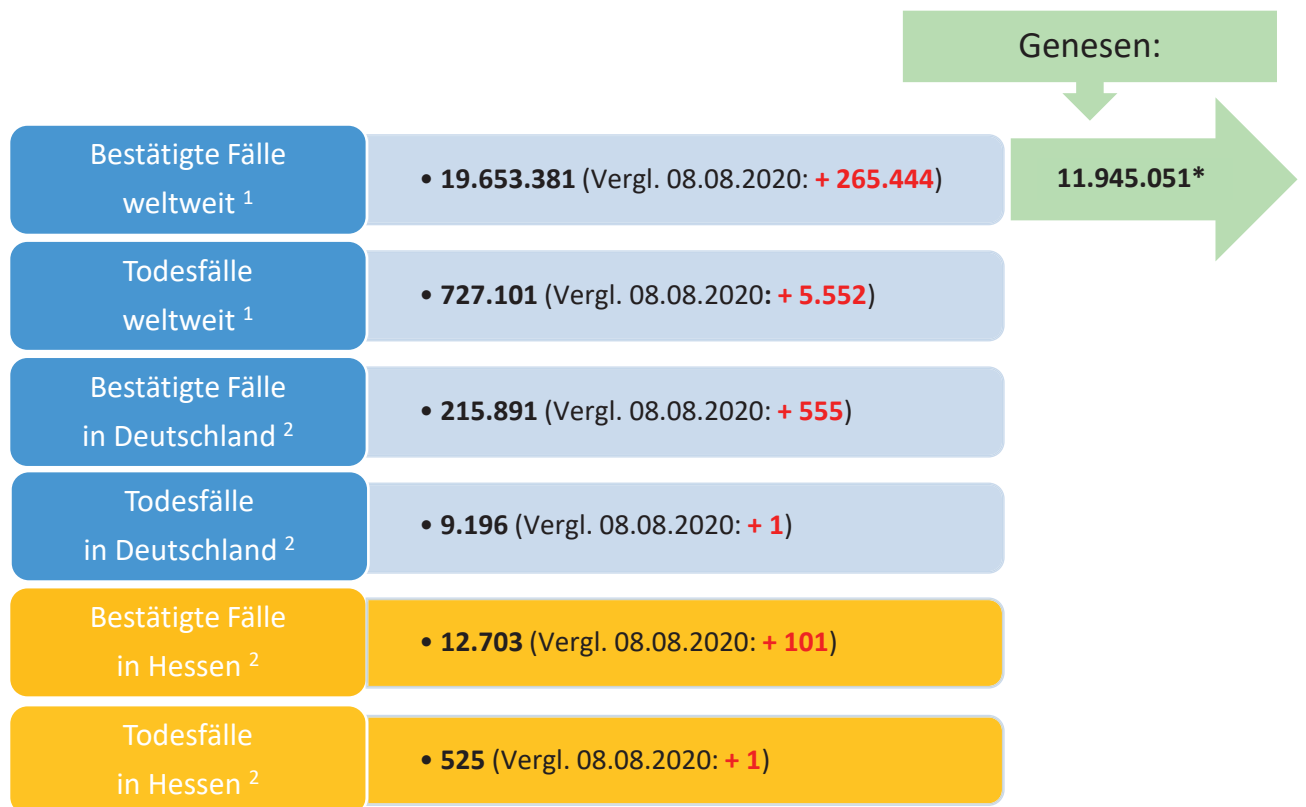 Genesen:
Bestätigte Fälle
weltweit ¹
• 19.653.381 (Vergl. 08.08.2020: + 265.444)
11.945.051*
Todesfälle
weltweit ¹
• 727.101 (Vergl. 08.08.2020: + 5.552)
Bestätigte Fälle
in Deutschland ²
• 215.891 (Vergl. 08.08.2020: + 555)
Todesfälle
in Deutschland ²
• 9.196 (Vergl. 08.08.2020: + 1)
Bestätigte Fälle
in Hessen ²
• 12.703 (Vergl. 08.08.2020: + 101)
Todesfälle
in Hessen ²
• 525 (Vergl. 08.08.2020: + 1)